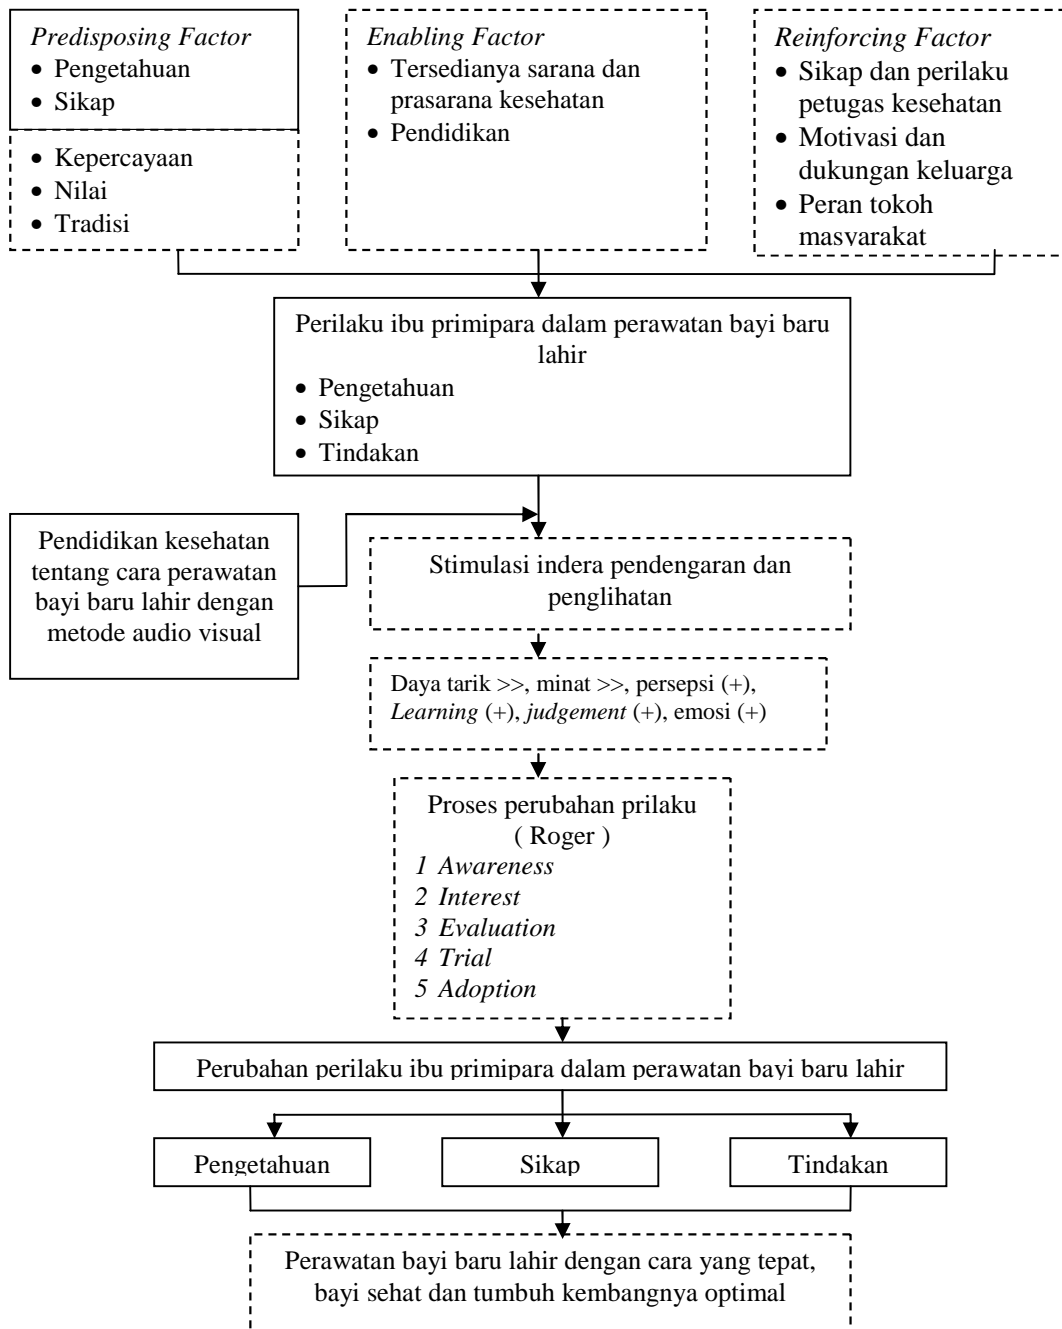 Predisposing Factor
• Pengetahuan
• Sikap
• Kepercayaan
• Nilai
• Tradisi
Enabling Factor
• Tersedianya sarana dan
prasarana kesehatan
• Pendidikan
Reinforcing Factor
• Sikap dan perilaku
petugas kesehatan
• Motivasi dan
dukungan keluarga
• Peran tokoh
masyarakat
Perilaku ibu primipara dalam perawatan bayi baru
lahir
• Pengetahuan
• Sikap
• Tindakan
Pendidikan kesehatan
tentang cara perawatan
bayi baru lahir dengan
metode audio visual
Stimulasi indera pendengaran dan
penglihatan
Daya tarik >>, minat >>, persepsi (+),
Learning (+), judgement (+), emosi (+)
Proses perubahan prilaku
( Roger )
1 Awareness
2 Interest
3 Evaluation
4 Trial
5 Adoption
Perubahan perilaku ibu primipara dalam perawatan bayi baru lahir
Pengetahuan
Sikap
Tindakan
Perawatan bayi baru lahir dengan cara yang tepat,
bayi sehat dan tumbuh kembangnya optimal